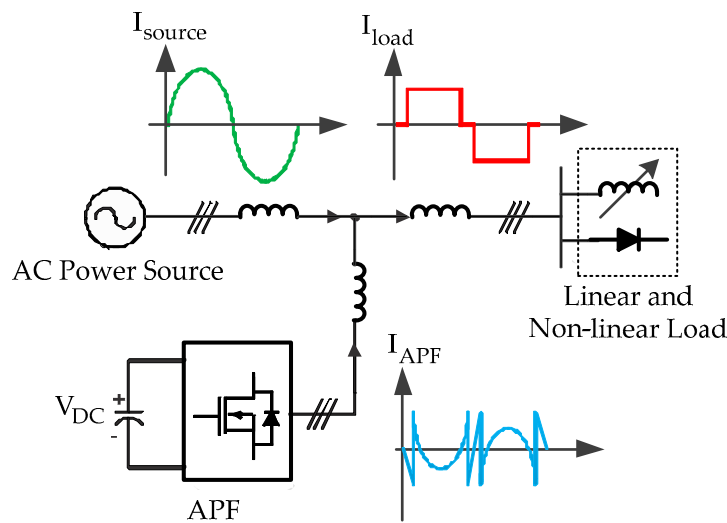 I_source
I_load
AC Power Source
Linear and
Non-linear Load
I_APF
V_DC
+
-
APF